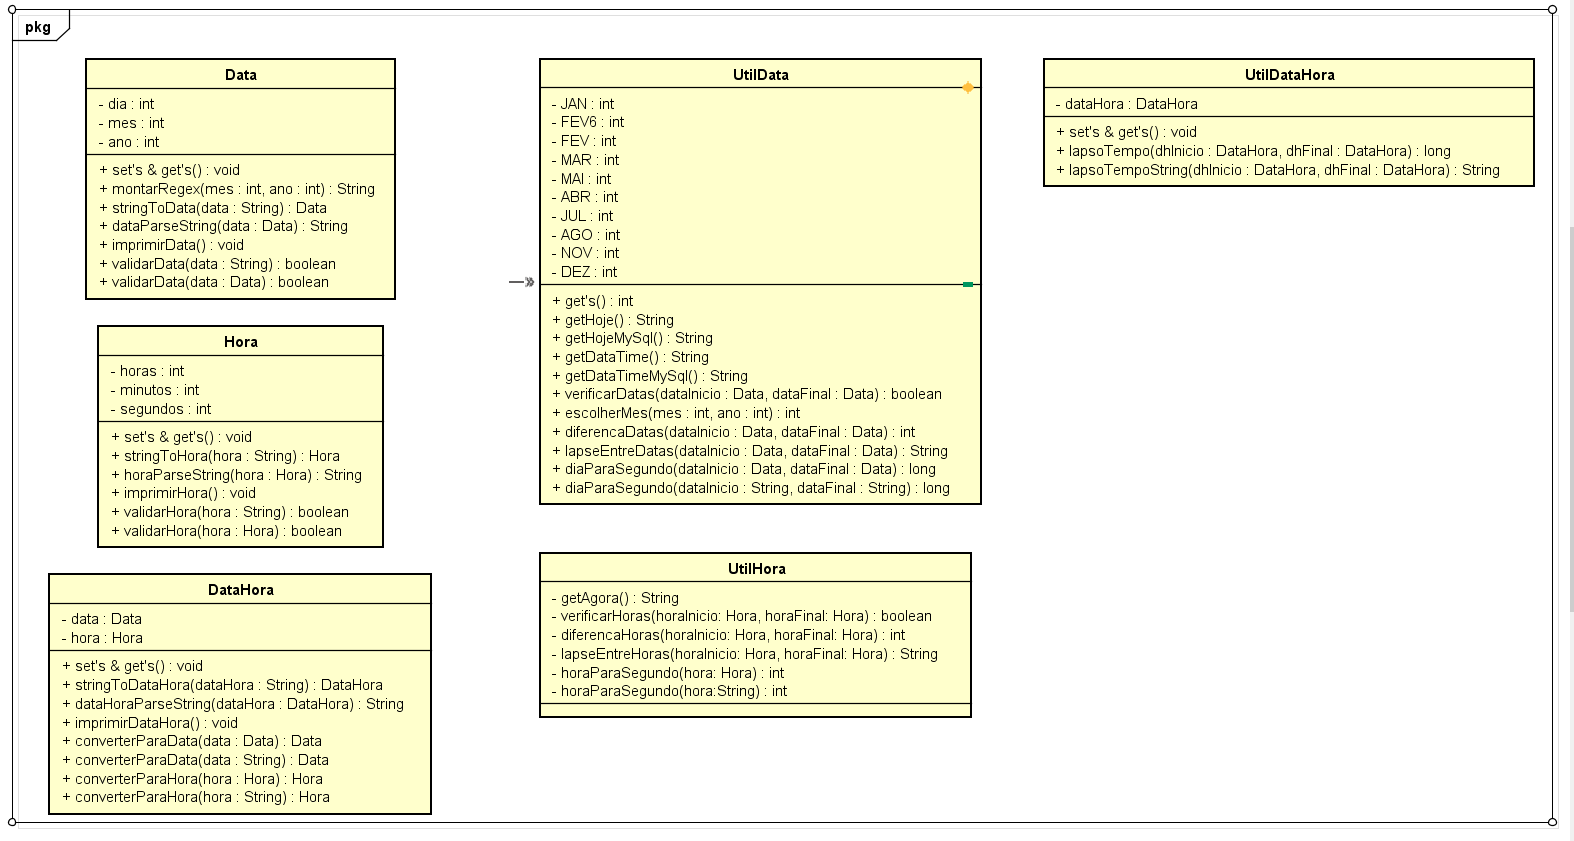 pkg
Data
- dia : int
- mes : int
- ano : int
+ set's & get's() : void
+ montarRegex(mes : int, ano : int) : String
+ stringToData(data : String) : Data
+ dataParseString(data : Data) : String
+ imprimirData() : void
+ validarData(data : String) : boolean
+ validarData(data : Data) : boolean
Hora
- horas : int
- minutos : int
- segundos : int
+ set's & get's() : void
+ stringToHora(hora : String) : Hora
+ horaParseString(hora : Hora) : String
+ imprimirHora() : void
+ validarHora(hora : String) : boolean
+ validarHora(hora : Hora) : boolean
DataHora
- data : Data
- hora : Hora
+ set's & get's() : void
+ stringToDataHora(dataHora : String) : DataHora
+ dataHoraParseString(dataHora : DataHora) : String
+ imprimirDataHora() : void
+ converterParaData(data : Data) : Data
+ converterParaData(data : String) : Data
+ converterParaHora(hora : Hora) : Hora
+ converterParaHora(hora : String) : Hora
UtilData
- JAN : int
- FEV6 : int
- FEV : int
- MAR : int
- MAI : int
- ABR : int
- JUL : int
- AGO : int
- NOV : int
- DEZ : int
+ get's() : int
+ getHoje() : String
+ getHojeMySql() : String
+ getDataTime() : String
+ getDataTimeMySql() : String
+ verificarDatas(dataInicio : Data, dataFinal : Data) : boolean
+ escolherMes(mes : int, ano : int) : int
+ diferencaDatas(dataInicio : Data, dataFinal : Data) : int
+ lapseEntreDatas(dataInicio : Data, dataFinal : Data) : String
+ diaParaSegundo(dataInicio : Data, dataFinal : Data) : long
+ diaParaSegundo(dataInicio : String, dataFinal : String) : long
UtilHora
- getAgora() : String
- verificarHoras(horaInicio: Hora, horaFinal: Hora) : boolean
- diferencaHoras(horaInicio: Hora, horaFinal: Hora) : int
- lapseEntreHoras(horaInicio: Hora, horaFinal: Hora) : String
- horaParaSegundo(hora: Hora) : int
- horaParaSegundo(hora:String) : int
UtilDataHora
- dataHora : DataHora
+ set's & get's() : void
+ lapsoTempo(dhInicio : DataHora, dhFinal : DataHora) : long
+ lapsoTempoString(dhInicio : DataHora, dhFinal : DataHora) : String